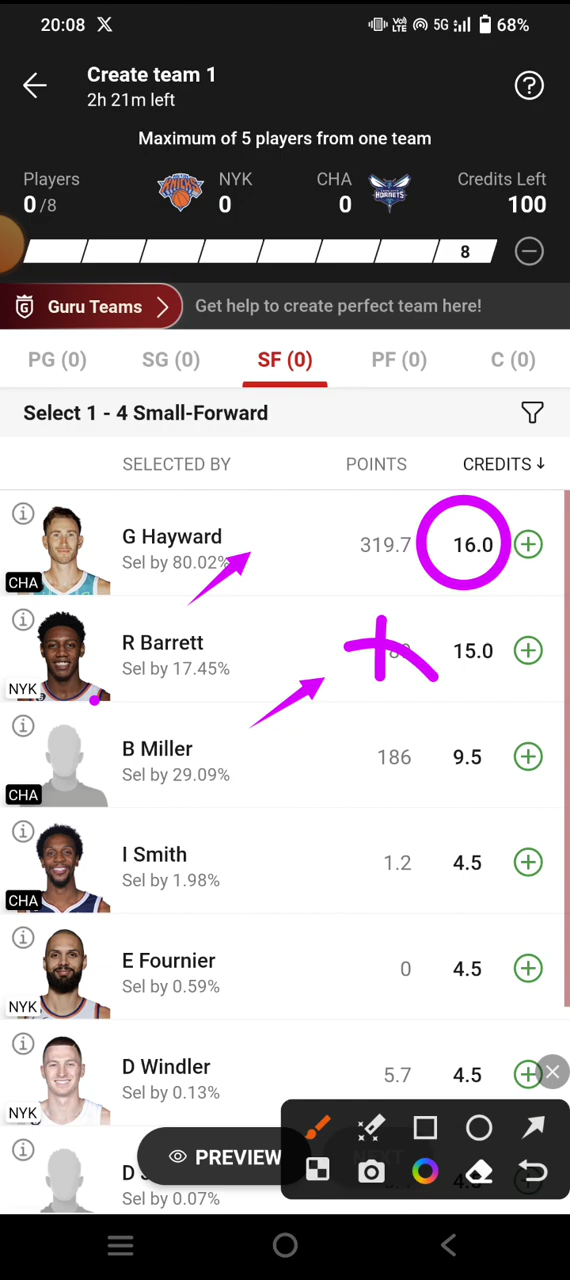 20:08 X Vo) LTE 5G 68%
Create team 1
2h 21m left
?
Maximum of 5 players from one team
Players NYK CHA Credits Left
0/8 0 0 100
8
Guru Teams Get help to create perfect team here!
PG (0) SG (0) SF (0) PF (0) C (0)
Select 1 - 4 Small-Forward
SELECTED BY POINTS CREDITS↓
G Hayward 319.7 16.0
Sel by 80.02%
CHA
R Barrett 15.0
Sel by 17.45%
NYK
B Miller 186 9.5
Sel by 29.09%
CHA
I Smith 1.2 4.5
Sel by 1.98%
CHA
E Fournier 0 4.5
Sel by 0.59%
NYK
D Windler 5.7 4.5
Sel by 0.13%
NYK
PREVIEW
D
Sel by 0.07%